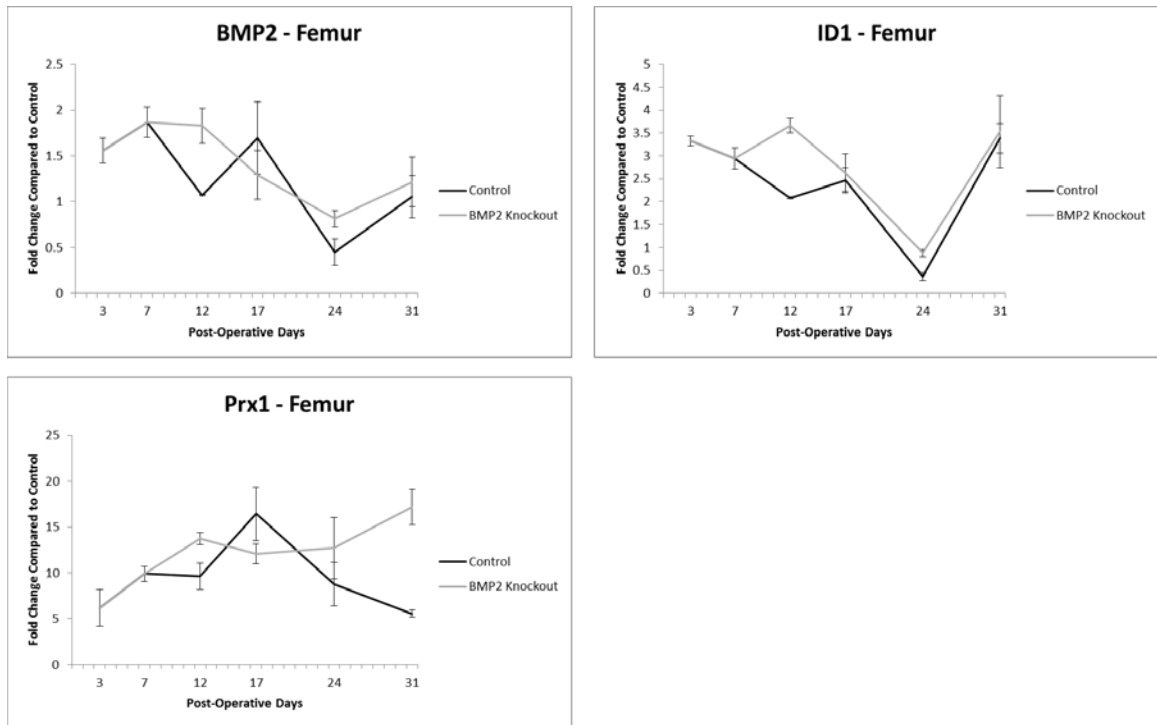 BMP2 - Femur
Fold Change Compared to Control
2.5
2
1.5
1
0.5
0
3 7 12 17 24 31
Post-Operative Days
Control
BMP2 Knockout
ID1 - Femur
Fold Change Compared to Control
5
4.5
4
3.5
3
2.5
2
1.5
1
0.5
0
3 7 12 17 24 31
Post-Operative Days
Control
BMP2 Knockout
Prx1 - Femur
Fold Change Compared to Control
25
20
15
10
5
0
3 7 12 17 24 31
Post-Operative Days
Control
BMP2 Knockout